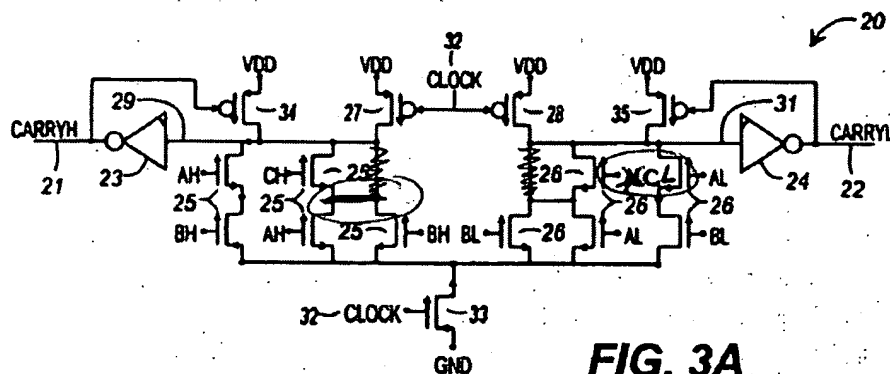 20
32
VDD VDD CLOCK VDD VDD
29 34 27 28 35 31
CARRYH CARRYL
21 23 24 22
AH CH 25 26 CL AL
25 25 26 26
BH AH 25 BH BL 26 AL BL
32 CLOCK 33
GND
FIG. 3A